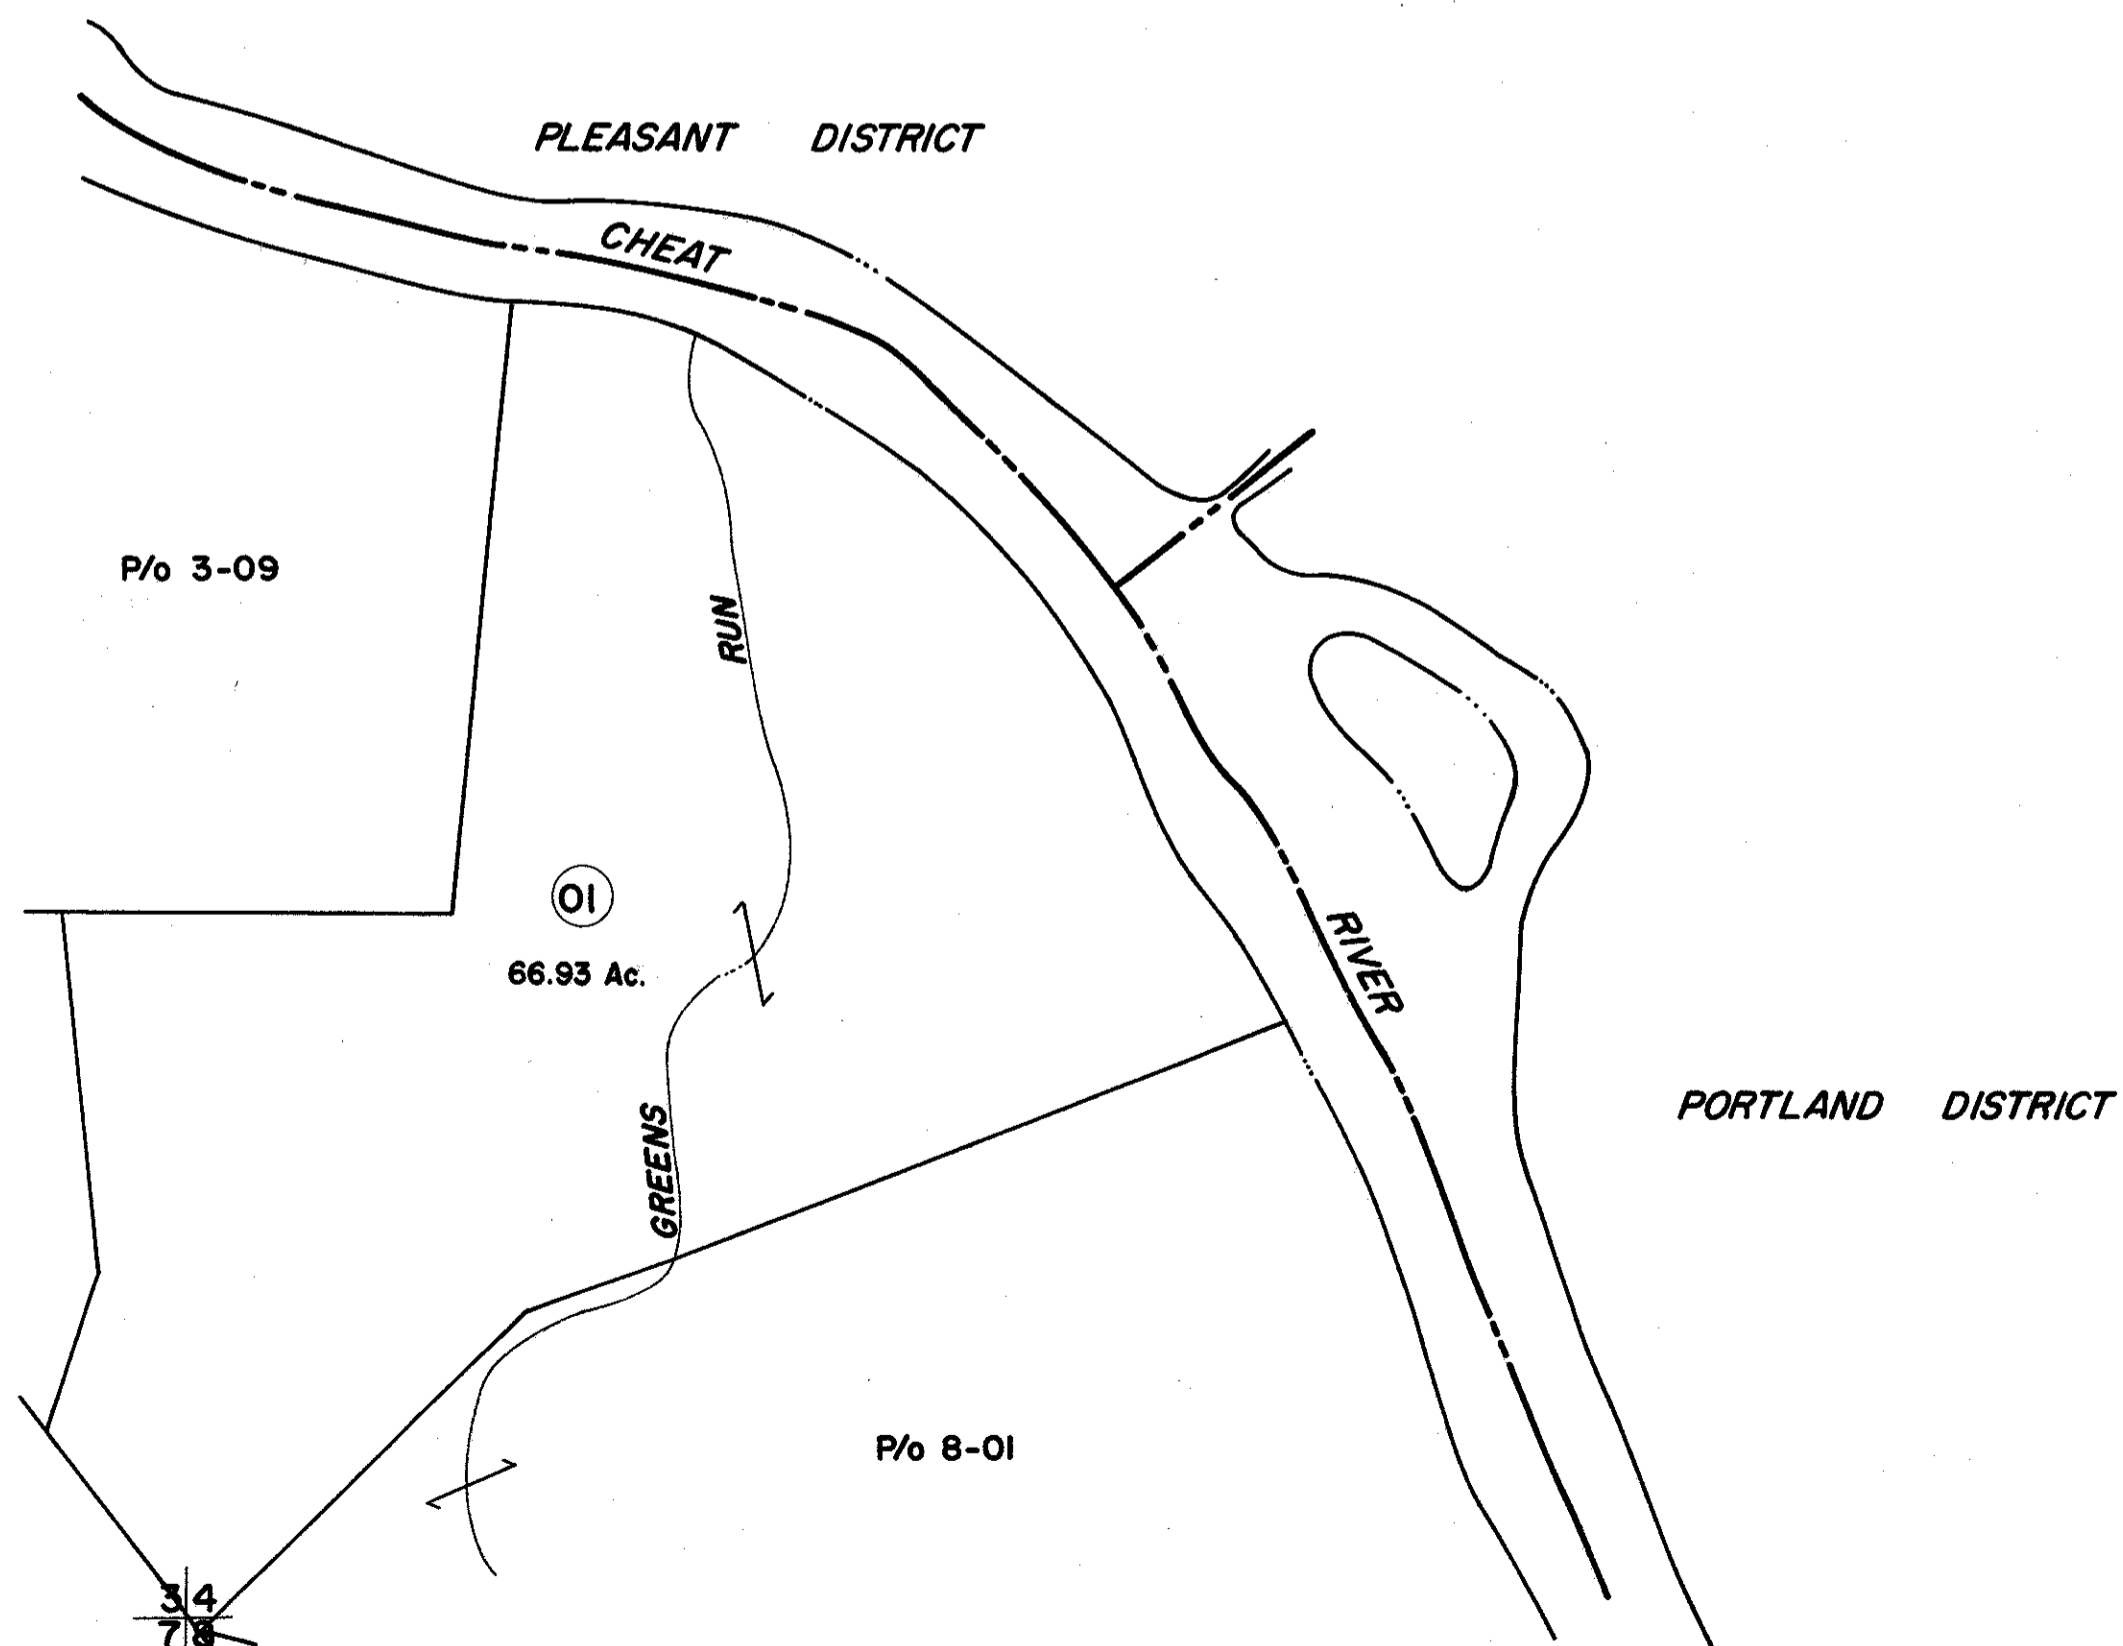 PLEASANT DISTRICT
CHEAT
P/o 3-09
RUN
01
66.93 Ac.
RIVER
GREENS
PORTLAND DISTRICT
P/o 8-01
3 4
7 8